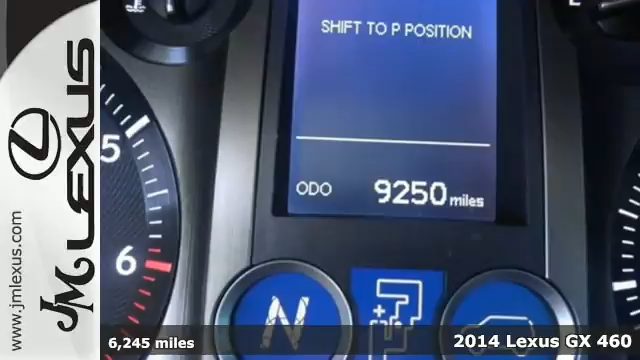 SHIFT TO P POSITION
ODO 9250 miles
5
6
N
+
E
JM LEXUS
www.jmlexus.com
6,245 miles
2014 Lexus GX 460